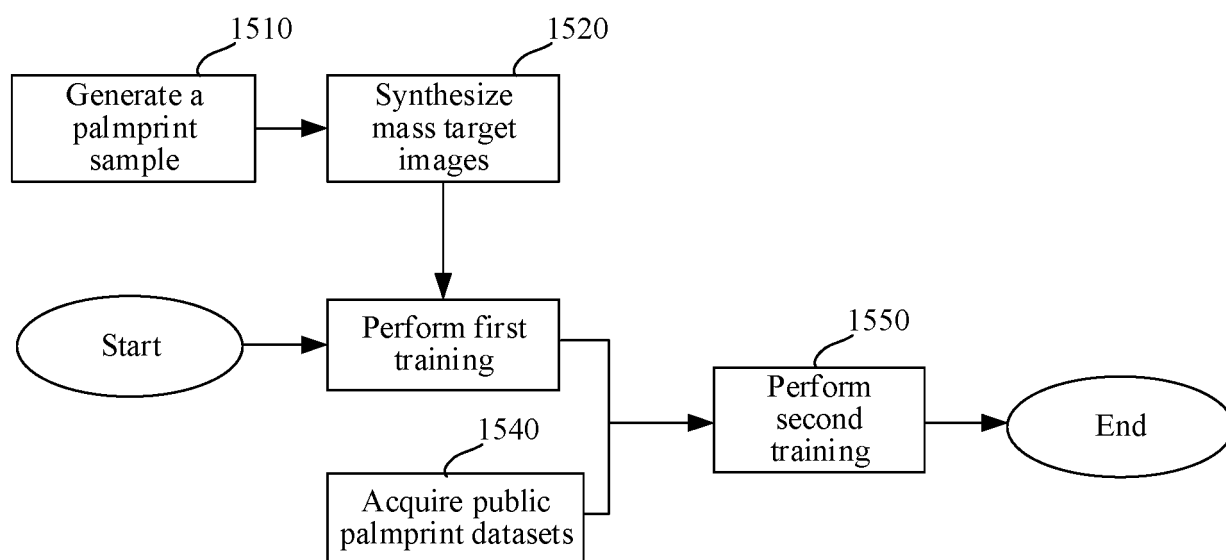 1510
Generate a
palmprint
sample
1520
Synthesize
mass target
images
Start
Perform first
training
1540
Acquire public
palmprint datasets
1550
Perform
second
training
End